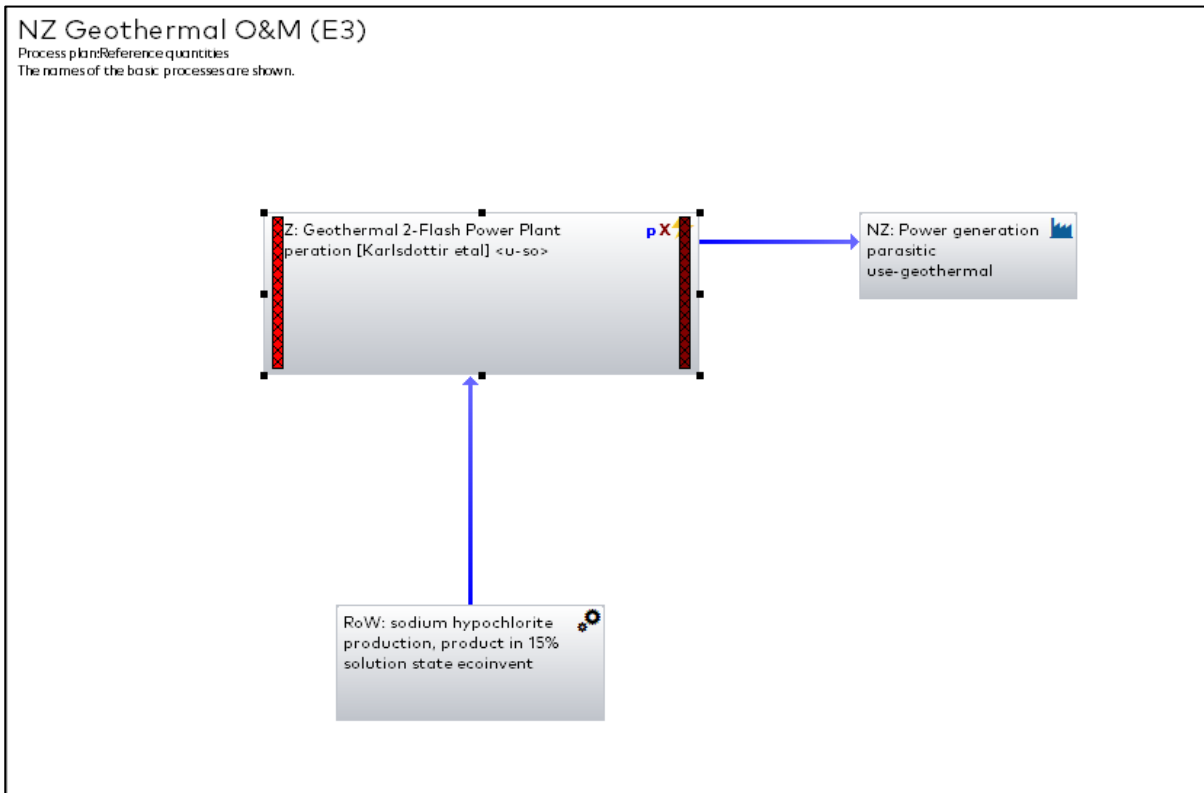 NZ Geothermal O&M (E3)
Process plan:Reference quantities
The names of the basic processes are shown.
Z: Geothermal 2-Flash Power Plant
peration [Karlsdottir etal] <u-so>
p X
NZ: Power generation
parasitic
use-geothermal
RoW: sodium hypochlorite
production, product in 15%
solution state ecoinvent